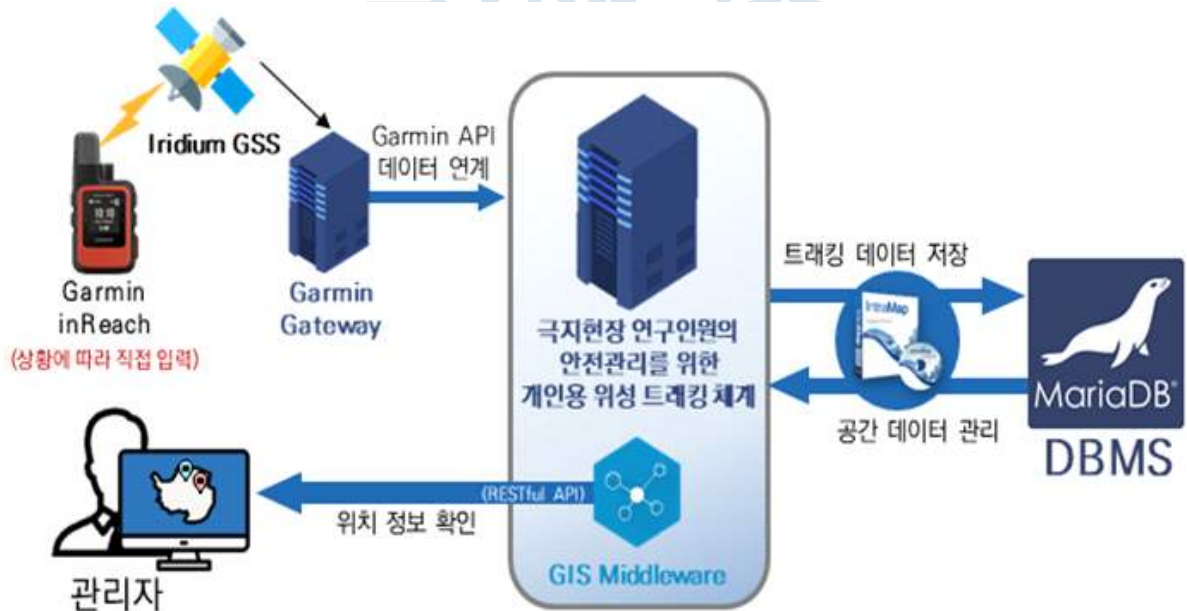 Iridium GSS
Garmin API
데이터 연계
Garmin
inReach
(상황에 따라 직접 입력)
Garmin
Gateway
극지현장 연구인원의
안전관리를 위한
개인용 위성 트래킹 체계
트래킹 데이터 저장
IntraMap
공간 데이터 관리
MariaDB
DBMS
(RESTful API)
위치 정보 확인
GIS Middleware
관리자